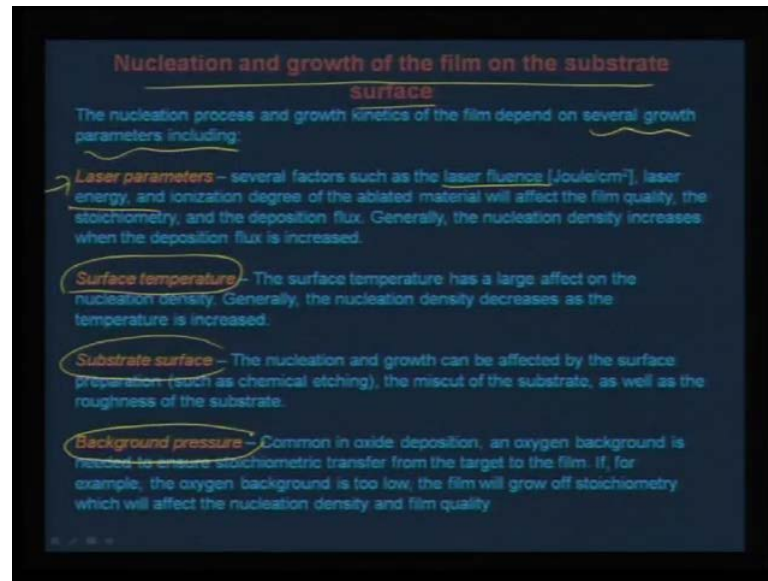 Nucleation and growth of the film on the substrate
surface
The nucleation process and growth kinetics of the film depend on several growth
parameters including:
Laser parameters – several factors such as the laser fluence [Joule/cm²], laser
energy, and ionization degree of the ablated material will affect the film quality, the
stoichiometry, and the deposition flux. Generally, the nucleation density increases
when the deposition flux is increased.
Surface temperature – The surface temperature has a large affect on the
nucleation density. Generally, the nucleation density decreases as the
temperature is increased.
Substrate surface – The nucleation and growth can be affected by the surface
preparation (such as chemical etching), the miscut of the substrate, as well as the
roughness of the substrate.
Background pressure – Common in oxide deposition, an oxygen background is
needed to ensure stoichiometric transfer from the target to the film. If, for
example, the oxygen background is too low, the film will grow off stoichiometry
which will affect the nucleation density and film quality